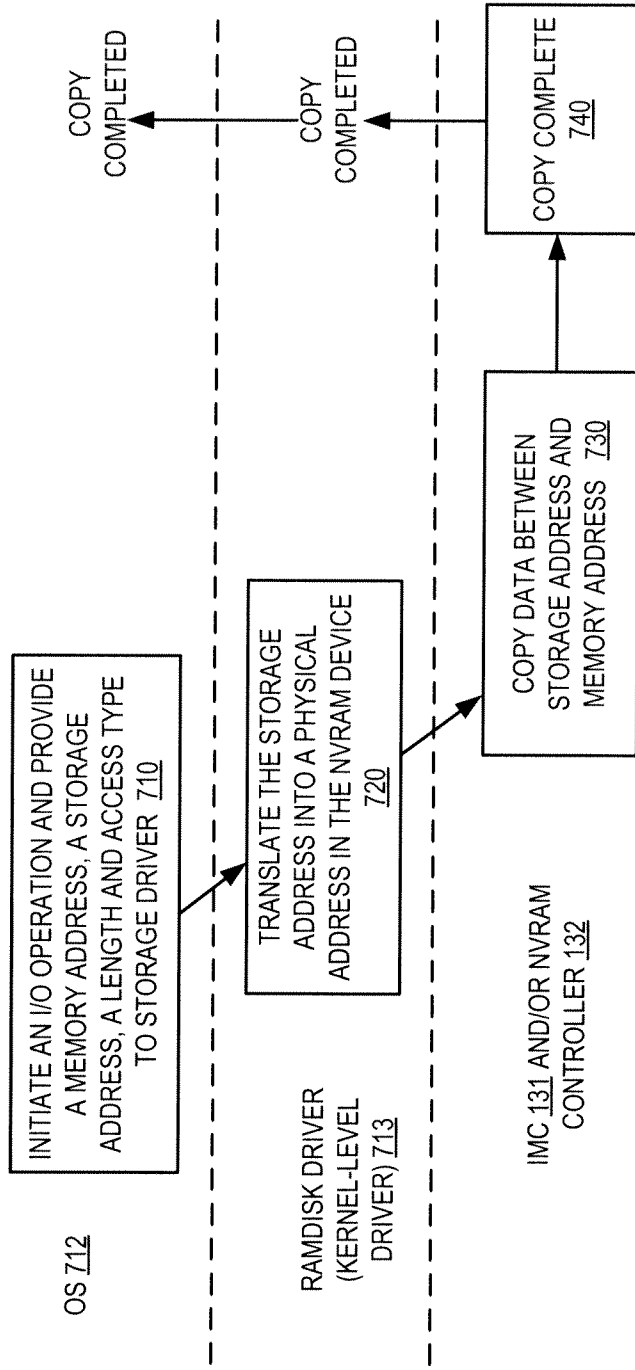 OS 712
INITIATE AN I/O OPERATION AND PROVIDE
A MEMORY ADDRESS, A STORAGE
ADDRESS, A LENGTH AND ACCESS TYPE
TO STORAGE DRIVER 710
COPY
COMPLETED
RAMDISK DRIVER
(KERNEL-LEVEL
DRIVER) 713
TRANSLATE THE STORAGE
ADDRESS INTO A PHYSICAL
ADDRESS IN THE NVRAM DEVICE
720
COPY
COMPLETED
IMC 131 AND/OR NVRAM
CONTROLLER 132
COPY DATA BETWEEN
STORAGE ADDRESS AND
MEMORY ADDRESS 730
COPY COMPLETE
740